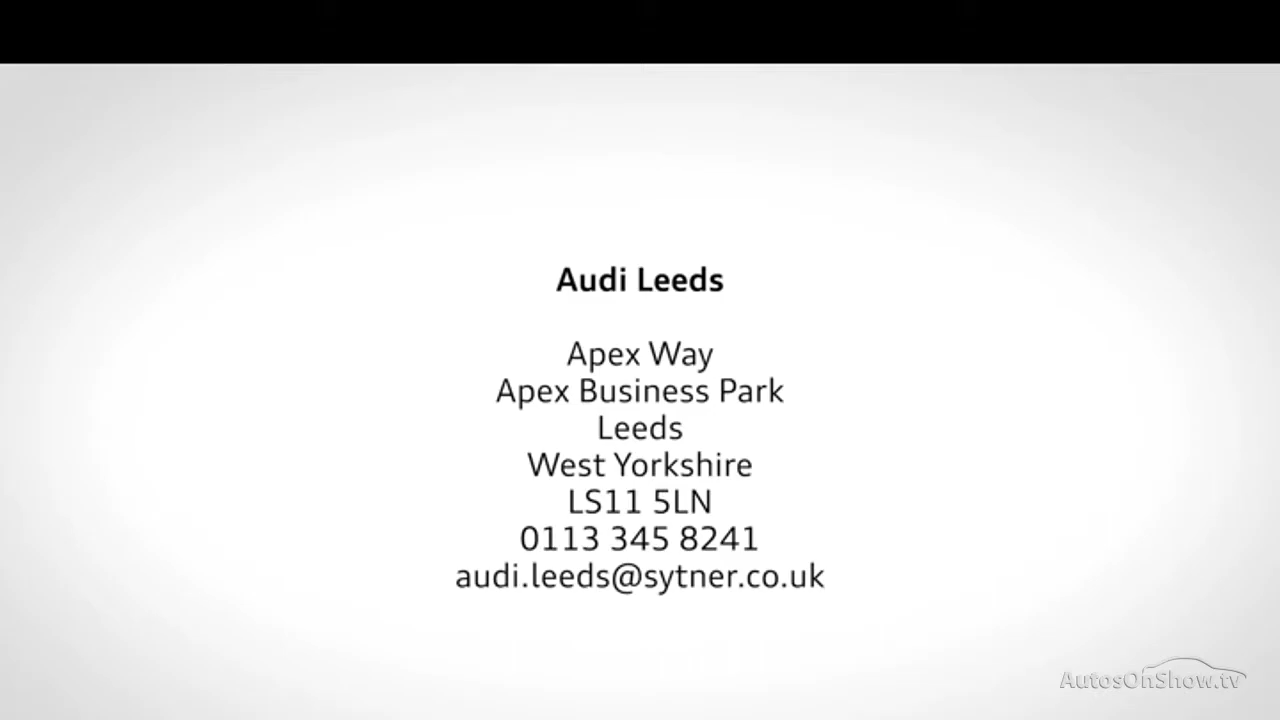 Audi Leeds
Apex Way
Apex Business Park
Leeds
West Yorkshire
LS11 5LN
0113 345 8241
audi.leeds@sytner.co.uk
AutosOnShow.tv